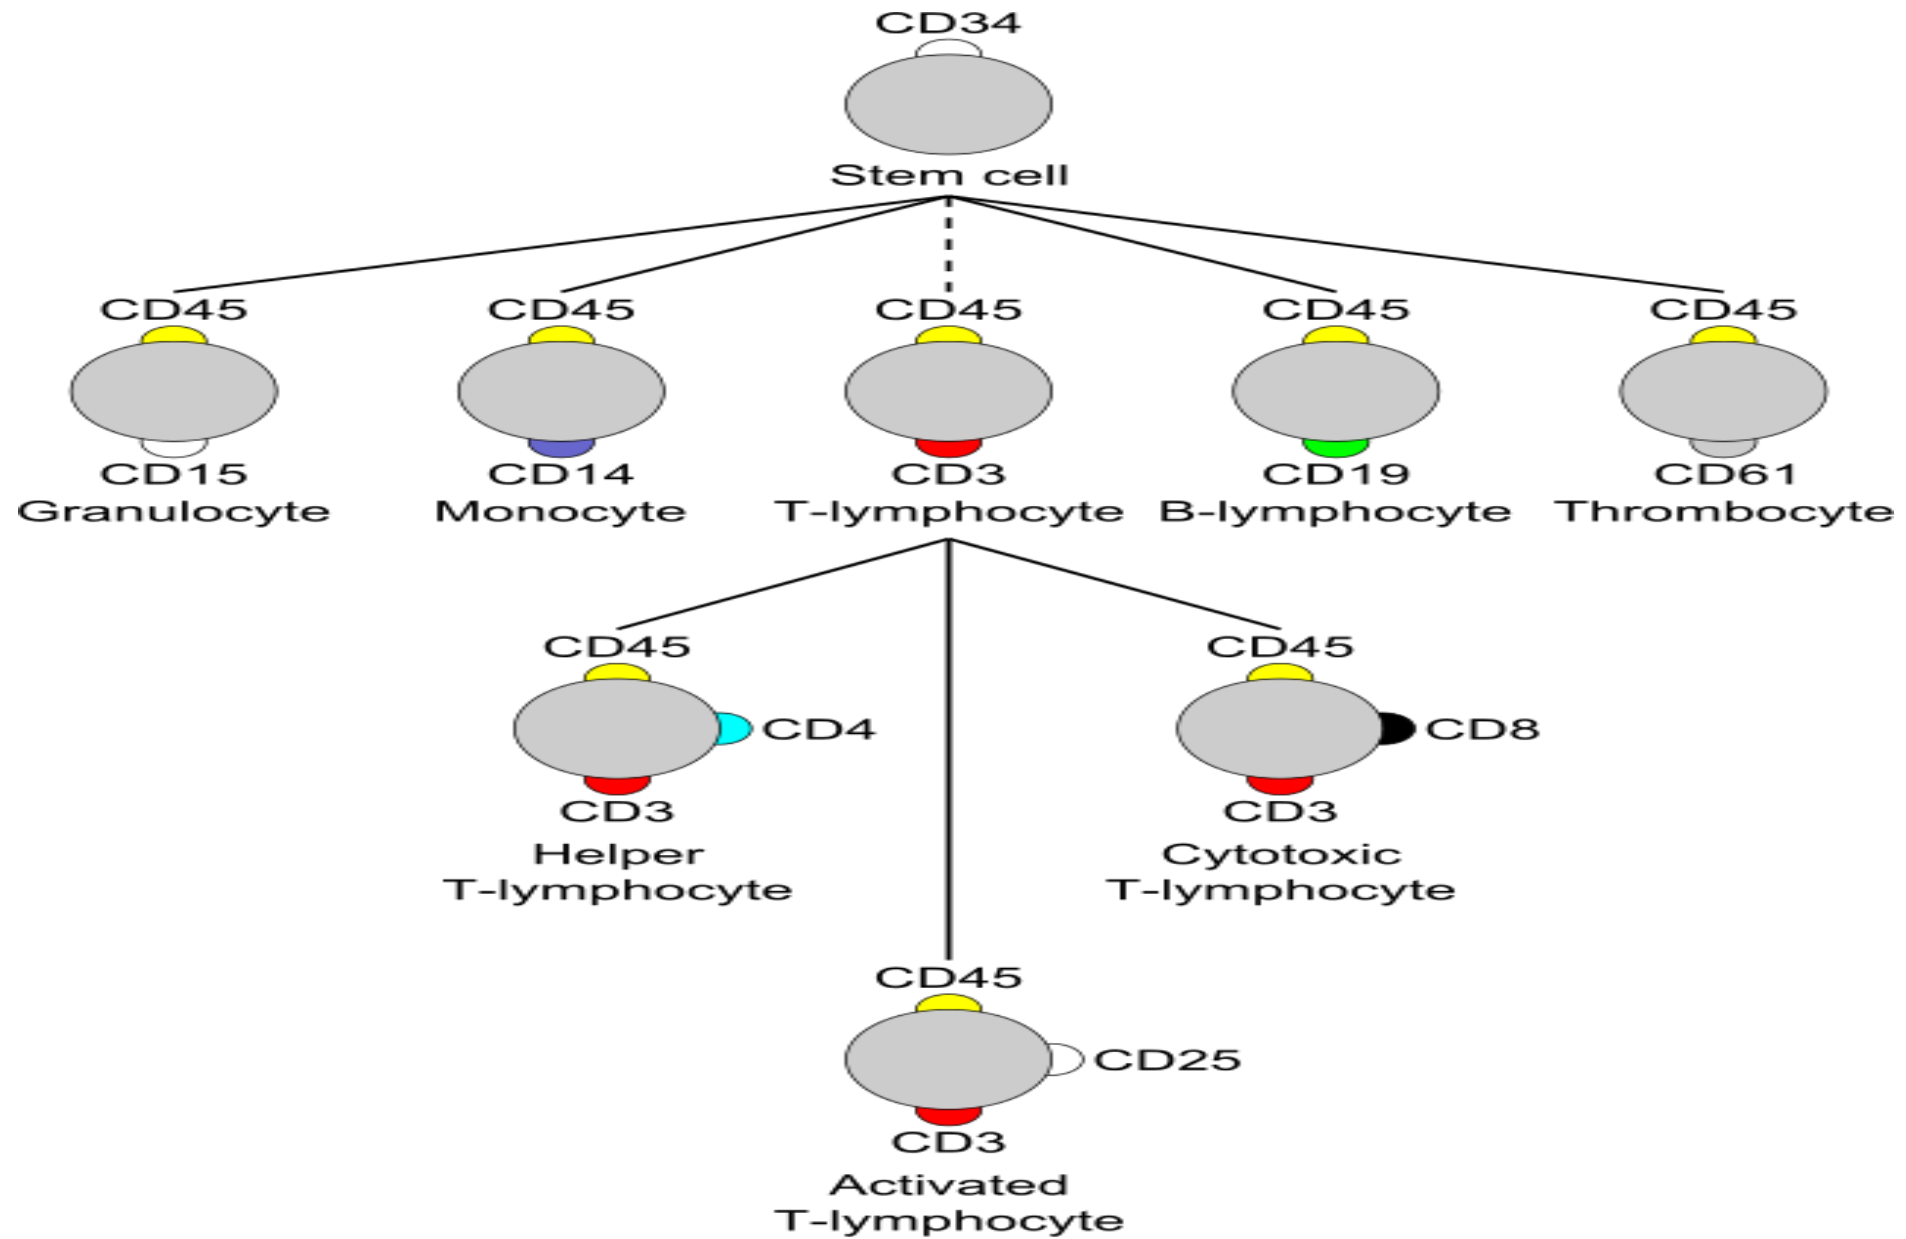 CD34
Stem cell
CD45 CD45 CD45 CD45 CD45
CD15 CD14 CD3 CD19 CD61
Granulocyte Monocyte T-lymphocyte B-lymphocyte Thrombocyte
CD45 CD45
CD4 CD8
CD3 CD3
Helper Cytotoxic
T-lymphocyte T-lymphocyte
CD45
CD25
CD3
Activated
T-lymphocyte